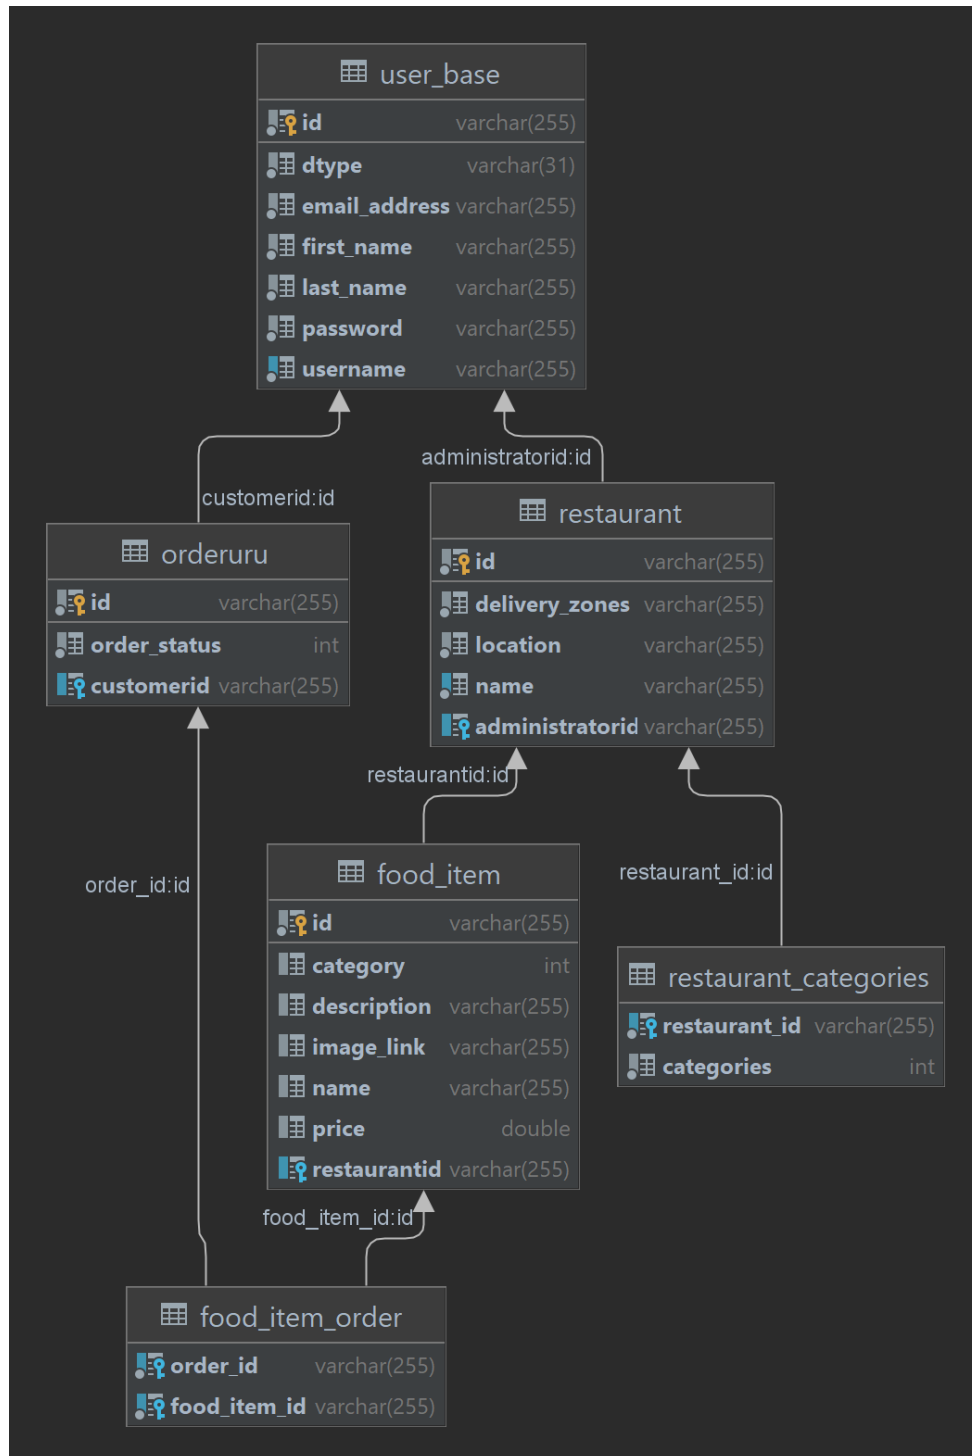 user_base
id varchar(255)
dtype varchar(31)
email_address varchar(255)
first_name varchar(255)
last_name varchar(255)
password varchar(255)
username varchar(255)
administratorid:id
customerid:id
orderuru
id varchar(255)
order_status int
customerid varchar(255)
restaurant
id varchar(255)
delivery_zones varchar(255)
location varchar(255)
name varchar(255)
administratorid varchar(255)
restaurantid:id
restaurant_id:id
order_id:id
food_item
id varchar(255)
category int
description varchar(255)
image_link varchar(255)
name varchar(255)
price double
restaurantid varchar(255)
restaurant_categories
restaurant_id varchar(255)
categories int
food_item_id:id
food_item_order
order_id varchar(255)
food_item_id varchar(255)